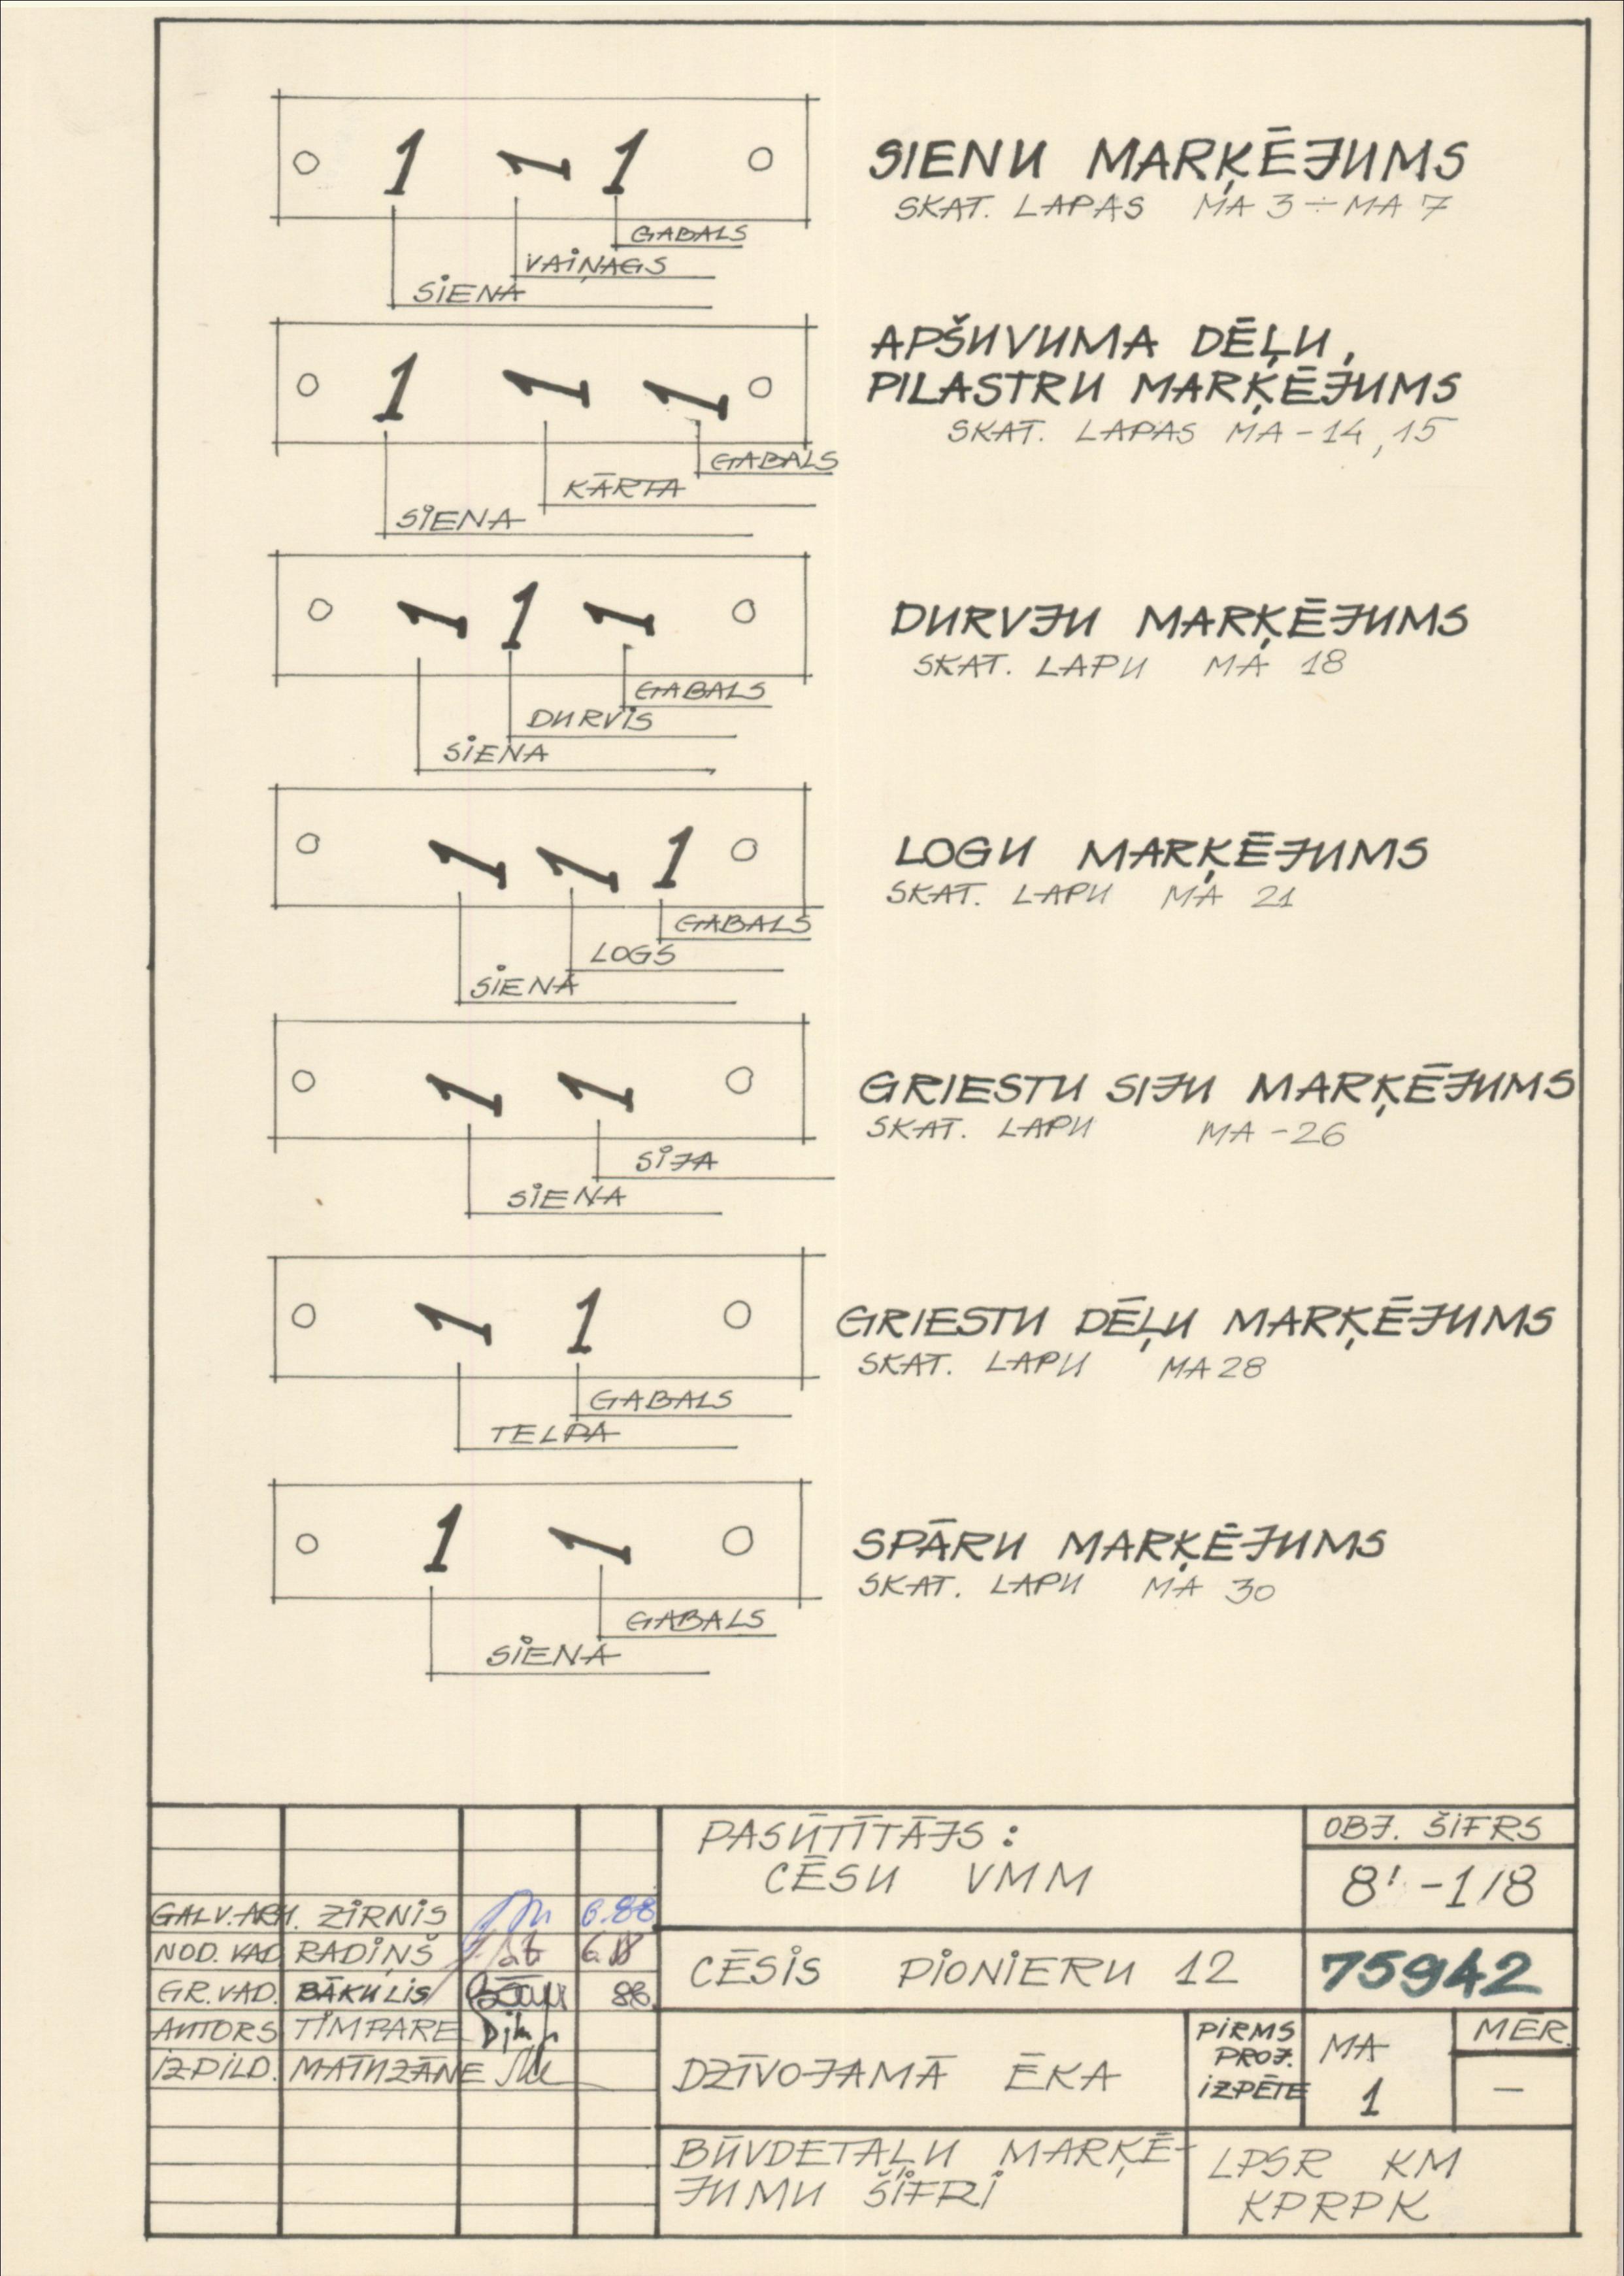 1 1 1
SIENU MARĶĒJUMS
SKAT. LAPAS MA 3÷MA 7
GABALS
VAIŅAGS
SIENA
1 1 1
APŠUVUMA DĒĻU,
PILASTRU MARĶĒJUMS
SKAT. LAPAS MA-14,15
GABALS
KĀRTA
SIENA
1 1 1
DURVJU MARĶĒJUMS
SKAT. LAPU MA 18
GABALS
DURVIS
SIENA
1 1 1
LOGU MARĶĒJUMS
SKAT. LAPU MA 21
GABALS
LOGS
SIENA
1 1
GRIESTU SIJU MARĶĒJUMS
SKAT. LAPU MA-26
SIJA
SIENA
1 1
GRIESTU DĒĻU MARĶĒJUMS
SKAT. LAPU MA 28
GABALS
TELPA
1 1
SPĀRU MARĶĒJUMS
SKAT. LAPU MA 30
GABALS
SIENA
GALV. ARH. ZIRNIS 6.88
NOD. VAD RADIŅŠ
GR. VAD. BĀKULIS 88.
AUTORS TIMPARE
IZPILD. MATUZĀNE
PASŪTĪTĀJS:
CĒSU VMM
OBJ. ŠIFRS
8'-1/8
CĒSIS PIONIERU 12
75942
DZĪVOJAMĀ ĒKA
PIRMS
PROJ.
IZPĒTE
MA
1
MĒR.
—
BŪVDETAĻU MARĶĒ-
JUMU ŠIFRI
LPSR KM
KPRPK